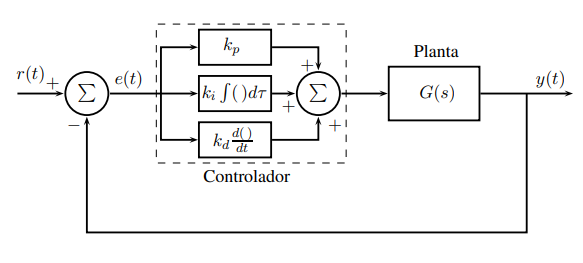 k_p
Planta
r(t) + Σ e(t) k_i ∫( )dτ + + Σ G(s) y(t)
−
k_d d( )/dt +
Controlador